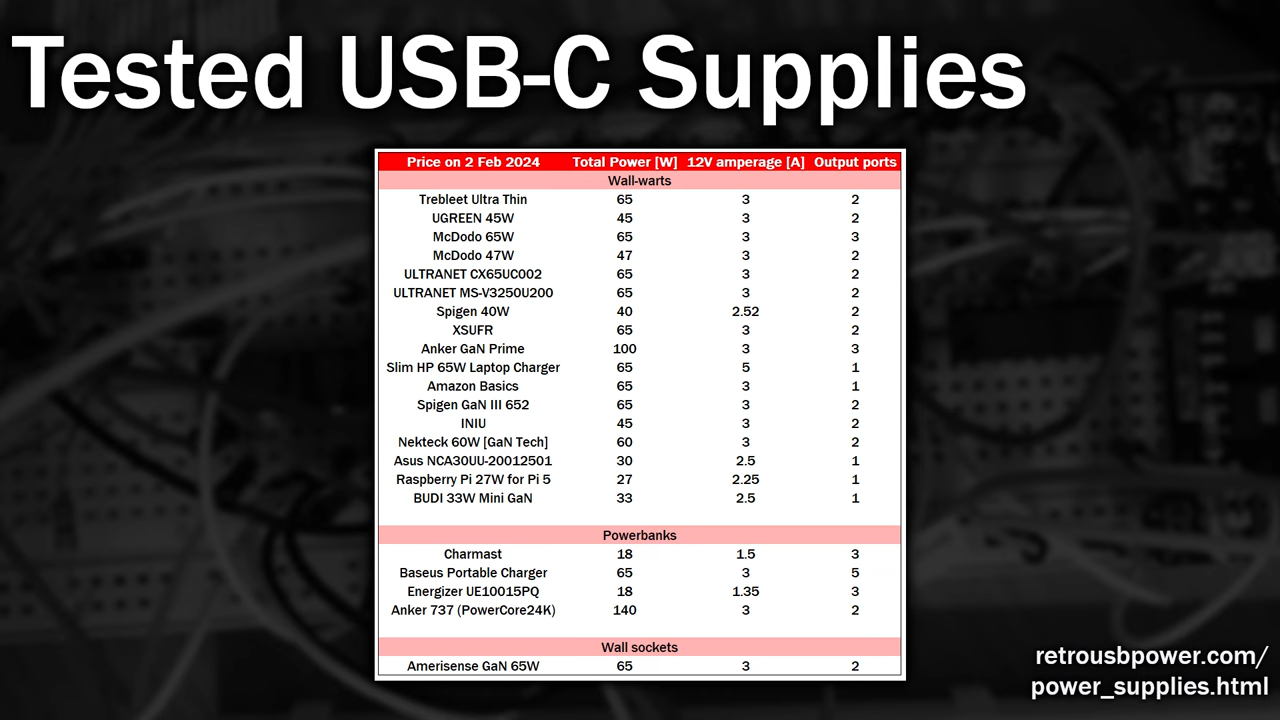 Tested USB-C Supplies
Price on 2 Feb 2024 Total Power [W] 12V amperage [A] Output ports
Wall-warts
Trebleet Ultra Thin 65 3 2
UGREEN 45W 45 3 2
McDodo 65W 65 3 3
McDodo 47W 47 3 2
ULTRANET CX65UC002 65 3 2
ULTRANET MS-V3250U200 65 3 2
Spigen 40W 40 2.52 2
XSUFR 65 3 2
Anker GaN Prime 100 3 3
Slim HP 65W Laptop Charger 65 5 1
Amazon Basics 65 3 1
Spigen GaN III 652 65 3 2
INIU 45 3 2
Nekteck 60W [GaN Tech] 60 3 2
Asus NCA30UU-20012501 30 2.5 1
Raspberry Pi 27W for Pi 5 27 2.25 1
BUDI 33W Mini GaN 33 2.5 1
Powerbanks
Charmast 18 1.5 3
Baseus Portable Charger 65 3 5
Energizer UE10015PQ 18 1.35 3
Anker 737 (PowerCore24K) 140 3 2
Wall sockets
Amerisense GaN 65W 65 3 2
retrousbpower.com/
power_supplies.html